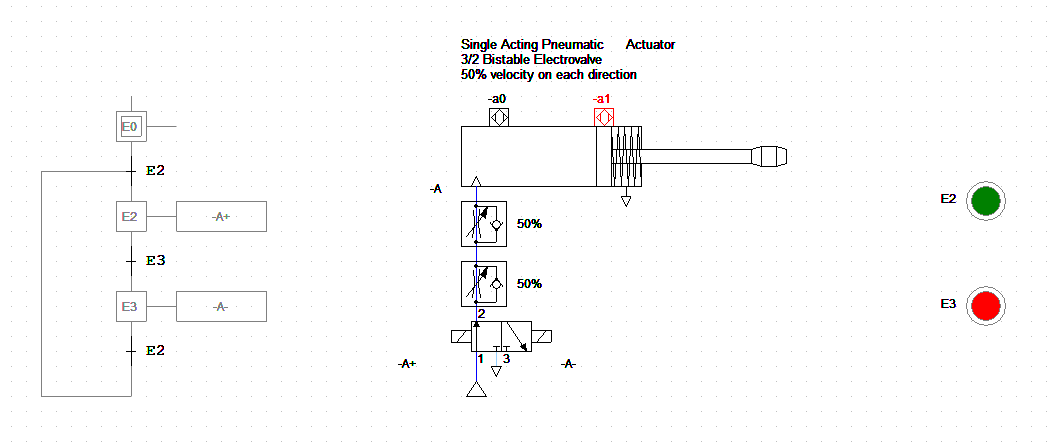 Single Acting Pneumatic Actuator
3/2 Bistable Electrovalve
50% velocity on each direction
-a0
-a1
E0
E2
-A
E2
-A+
E2
50%
E3
50%
E3
E3
-A-
2
E2
1
3
-A+
-A-